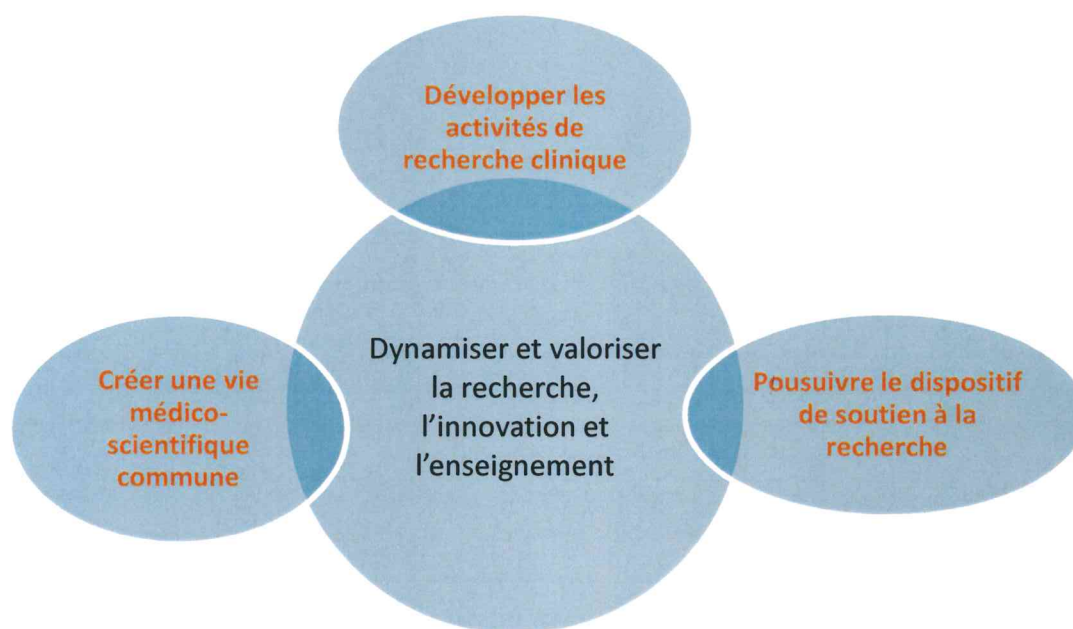 Développer les
activités de
recherche clinique
Dynamiser et valoriser
la recherche,
l'innovation et
l'enseignement
Créer une vie
médico-
scientifique
commune
Pousuivre le dispositif
de soutien à la
recherche